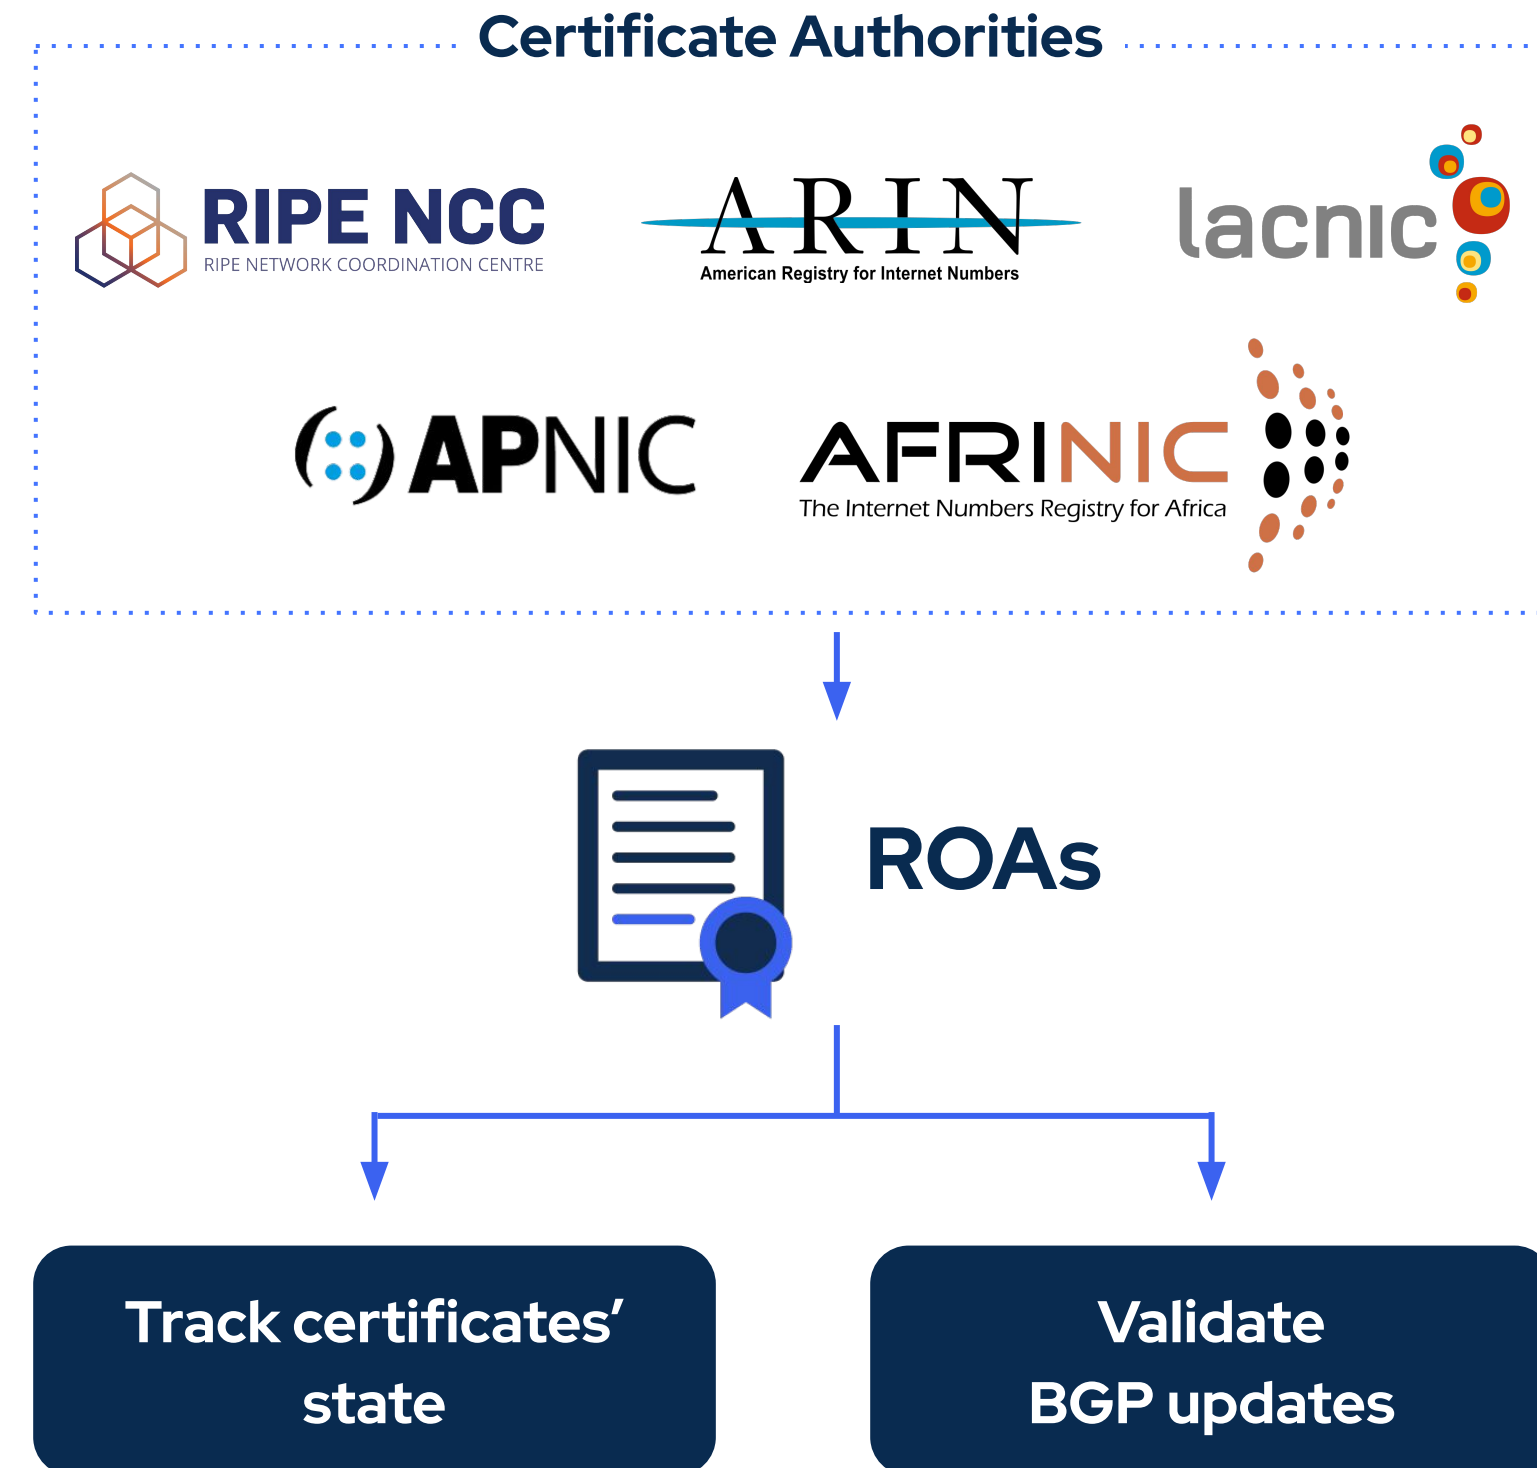 Certificate Authorities
RIPE NCC
RIPE NETWORK COORDINATION CENTRE
ARIN
American Registry for Internet Numbers
lacnic
APNIC
AFRINIC
The Internet Numbers Registry for Africa
ROAs
Track certificates’
state
Validate
BGP updates